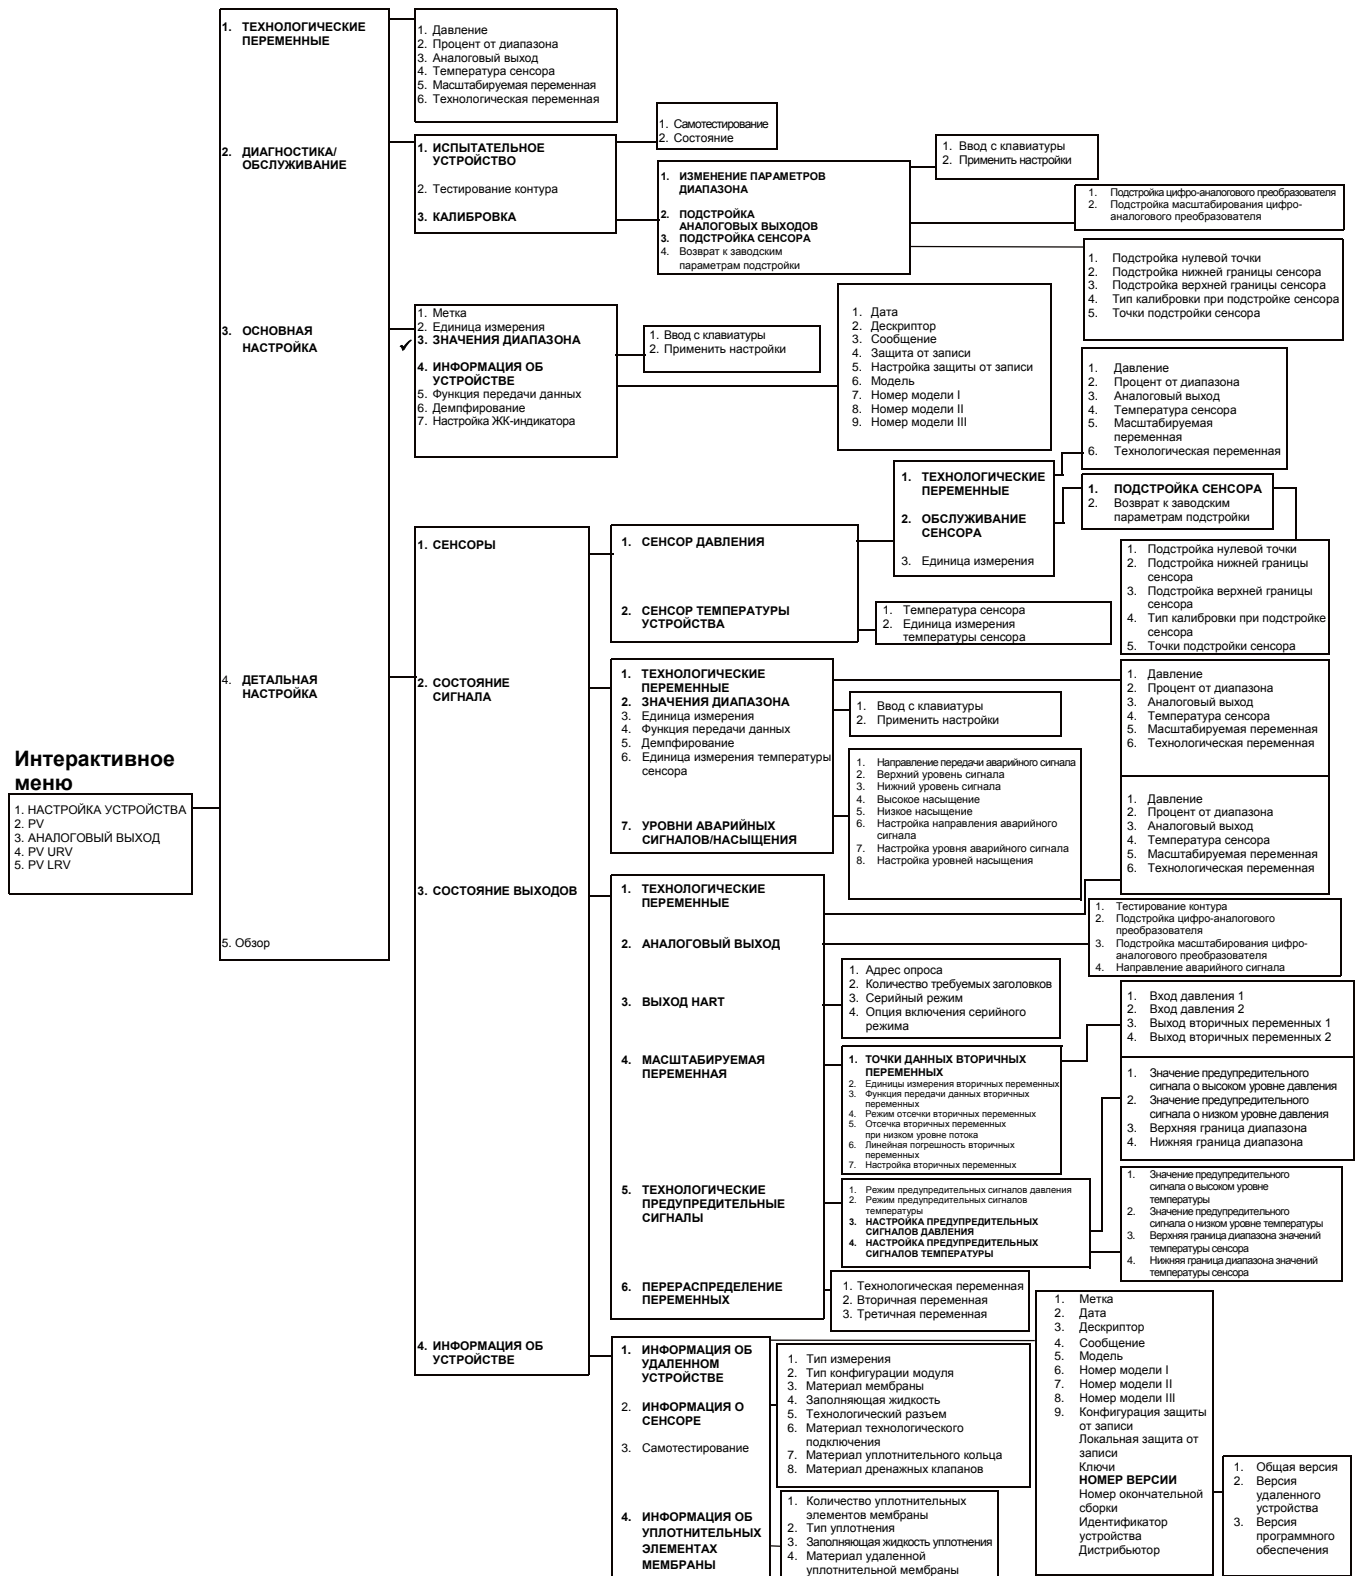 Интерактивное
меню
1. НАСТРОЙКА УСТРОЙСТВА
2. PV
3. АНАЛОГОВЫЙ ВЫХОД
4. PV URV
5. PV LRV
1. ТЕХНОЛОГИЧЕСКИЕ
ПЕРЕМЕННЫЕ
2. ДИАГНОСТИКА/
ОБСЛУЖИВАНИЕ
3. ОСНОВНАЯ
НАСТРОЙКА
4. ДЕТАЛЬНАЯ
НАСТРОЙКА
5. Обзор
1. Давление
2. Процент от диапазона
3. Аналоговый выход
4. Температура сенсора
5. Масштабируемая переменная
6. Технологическая переменная
1. ИСПЫТАТЕЛЬНОЕ
УСТРОЙСТВО
2. Тестирование контура
3. КАЛИБРОВКА
1. Самотестирование
2. Состояние
1. ИЗМЕНЕНИЕ ПАРАМЕТРОВ
ДИАПАЗОНА
2. ПОДСТРОЙКА
АНАЛОГОВЫХ ВЫХОДОВ
3. ПОДСТРОЙКА СЕНСОРА
4. Возврат к заводским
параметрам подстройки
1. Ввод с клавиатуры
2. Применить настройки
1. Подстройка цифро-аналогового преобразователя
2. Подстройка масштабирования цифро-
аналогового преобразователя
1. Подстройка нулевой точки
2. Подстройка нижней границы сенсора
3. Подстройка верхней границы сенсора
4. Тип калибровки при подстройке сенсора
5. Точки подстройки сенсора
1. Метка
2. Единица измерения
✓ 3. ЗНАЧЕНИЯ ДИАПАЗОНА
4. ИНФОРМАЦИЯ ОБ
УСТРОЙСТВЕ
5. Функция передачи данных
6. Демпфирование
7. Настройка ЖК-индикатора
1. Ввод с клавиатуры
2. Применить настройки
1. Дата
2. Дескриптор
3. Сообщение
4. Защита от записи
5. Настройка защиты от записи
6. Модель
7. Номер модели I
8. Номер модели II
9. Номер модели III
1. СЕНСОРЫ
2. СОСТОЯНИЕ
СИГНАЛА
3. СОСТОЯНИЕ ВЫХОДОВ
4. ИНФОРМАЦИЯ ОБ
УСТРОЙСТВЕ
1. СЕНСОР ДАВЛЕНИЯ
2. СЕНСОР ТЕМПЕРАТУРЫ
УСТРОЙСТВА
1. ТЕХНОЛОГИЧЕСКИЕ
ПЕРЕМЕННЫЕ
2. ОБСЛУЖИВАНИЕ
СЕНСОРА
3. Единица измерения
1. Давление
2. Процент от диапазона
3. Аналоговый выход
4. Температура сенсора
5. Масштабируемая
переменная
6. Технологическая переменная
1. ПОДСТРОЙКА СЕНСОРА
2. Возврат к заводским
параметрам подстройки
1. Подстройка нулевой точки
2. Подстройка нижней границы
сенсора
3. Подстройка верхней границы
сенсора
4. Тип калибровки при подстройке
сенсора
5. Точки подстройки сенсора
1. Температура сенсора
2. Единица измерения
температуры сенсора
1. ТЕХНОЛОГИЧЕСКИЕ
ПЕРЕМЕННЫЕ
2. ЗНАЧЕНИЯ ДИАПАЗОНА
3. Единица измерения
4. Функция передачи данных
5. Демпфирование
6. Единица измерения температуры
сенсора
7. УРОВНИ АВАРИЙНЫХ
СИГНАЛОВ/НАСЫЩЕНИЯ
1. Ввод с клавиатуры
2. Применить настройки
1. Направление передачи аварийного сигнала
2. Верхний уровень сигнала
3. Нижний уровень сигнала
4. Высокое насыщение
5. Низкое насыщение
6. Настройка направления аварийного
сигнала
7. Настройка уровня аварийного сигнала
8. Настройка уровней насыщения
1. Давление
2. Процент от диапазона
3. Аналоговый выход
4. Температура сенсора
5. Масштабируемая переменная
6. Технологическая переменная
1. Давление
2. Процент от диапазона
3. Аналоговый выход
4. Температура сенсора
5. Масштабируемая переменная
6. Технологическая переменная
1. ТЕХНОЛОГИЧЕСКИЕ
ПЕРЕМЕННЫЕ
2. АНАЛОГОВЫЙ ВЫХОД
3. ВЫХОД HART
4. МАСШТАБИРУЕМАЯ
ПЕРЕМЕННАЯ
5. ТЕХНОЛОГИЧЕСКИЕ
ПРЕДУПРЕДИТЕЛЬНЫЕ
СИГНАЛЫ
6. ПЕРЕРАСПРЕДЕЛЕНИЕ
ПЕРЕМЕННЫХ
1. Тестирование контура
2. Подстройка цифро-аналогового
преобразователя
3. Подстройка масштабирования цифро-
аналогового преобразователя
4. Направление аварийного сигнала
1. Адрес опроса
2. Количество требуемых заголовков
3. Серийный режим
4. Опция включения серийного
режима
1. ТОЧКИ ДАННЫХ ВТОРИЧНЫХ
ПЕРЕМЕННЫХ
2. Единицы измерения вторичных переменных
3. Функция передачи данных вторичных
переменных
4. Режим отсечки вторичных переменных
5. Отсечка вторичных переменных
при низком уровне потока
6. Линейная погрешность вторичных
переменных
7. Настройка вторичных переменных
1. Вход давления 1
2. Вход давления 2
3. Выход вторичных переменных 1
4. Выход вторичных переменных 2
1. Значение предупредительного
сигнала о высоком уровне давления
2. Значение предупредительного
сигнала о низком уровне давления
3. Верхняя граница диапазона
4. Нижняя граница диапазона
1. Режим предупредительных сигналов давления
2. Режим предупредительных сигналов
температуры
3. НАСТРОЙКА ПРЕДУПРЕДИТЕЛЬНЫХ
СИГНАЛОВ ДАВЛЕНИЯ
4. НАСТРОЙКА ПРЕДУПРЕДИТЕЛЬНЫХ
СИГНАЛОВ ТЕМПЕРАТУРЫ
1. Значение предупредительного
сигнала о высоком уровне
температуры
2. Значение предупредительного
сигнала о низком уровне температуры
3. Верхняя граница диапазона значений
температуры сенсора
4. Нижняя граница диапазона значений
температуры сенсора
1. Технологическая переменная
2. Вторичная переменная
3. Третичная переменная
1. ИНФОРМАЦИЯ ОБ
УДАЛЕННОМ
УСТРОЙСТВЕ
2. ИНФОРМАЦИЯ О
СЕНСОРЕ
3. Самотестирование
4. ИНФОРМАЦИЯ ОБ
УПЛОТНИТЕЛЬНЫХ
ЭЛЕМЕНТАХ
МЕМБРАНЫ
1. Тип измерения
2. Тип конфигурации модуля
3. Материал мембраны
4. Заполняющая жидкость
5. Технологический разъем
6. Материал технологического
подключения
7. Материал уплотнительного кольца
8. Материал дренажных клапанов
1. Количество уплотнительных
элементов мембраны
2. Тип уплотнения
3. Заполняющая жидкость уплотнения
4. Материал удаленной
уплотнительной мембраны
1. Метка
2. Дата
3. Дескриптор
4. Сообщение
5. Модель
6. Номер модели I
7. Номер модели II
8. Номер модели III
9. Конфигурация защиты
от записи
Локальная защита от
записи
Ключи
НОМЕР ВЕРСИИ
Номер окончательной
сборки
Идентификатор
устройства
Дистрибьютор
1. Общая версия
2. Версия
удаленного
устройства
3. Версия
программного
обеспечения